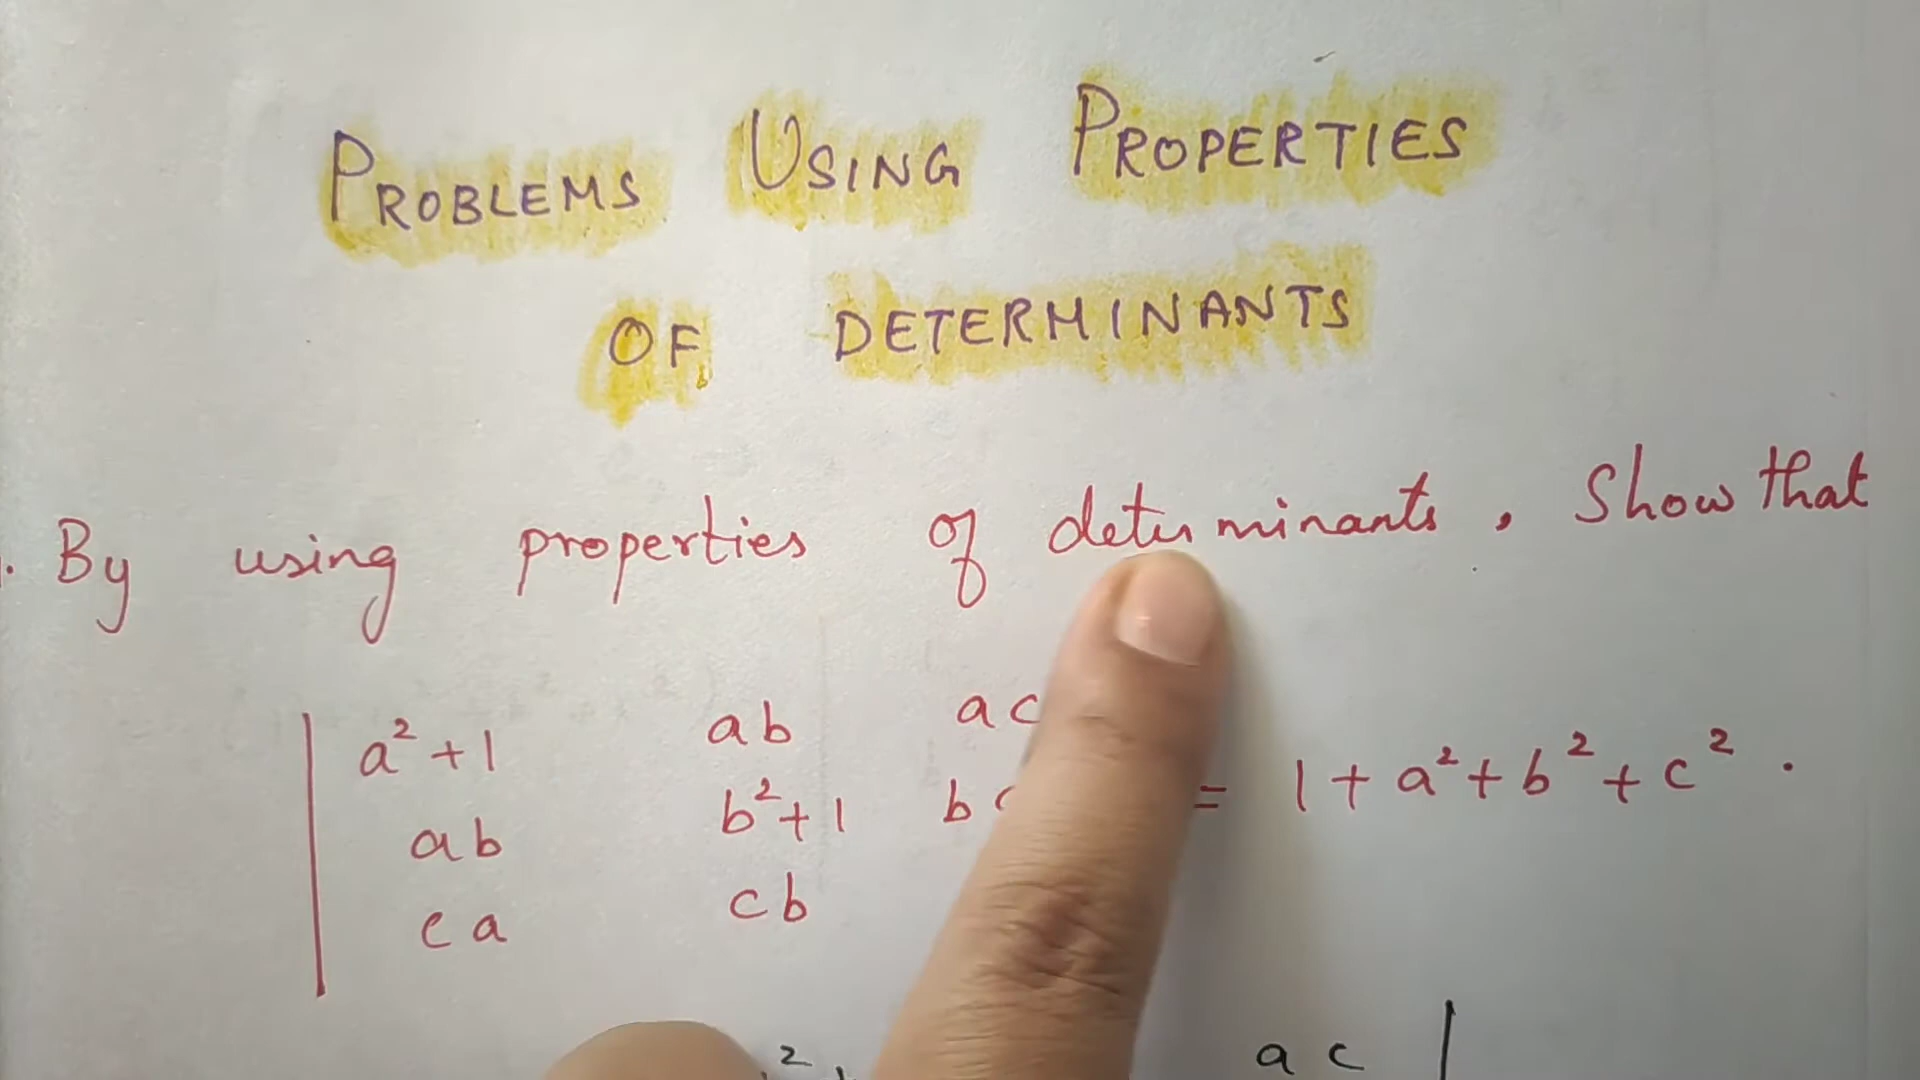 PROBLEMS USING PROPERTIES
OF DETERMINANTS
. By using properties of determinants, Show that
a²+1 ab ac
ab b²+1 b = 1+a²+b²+c².
ca cb
2 ac